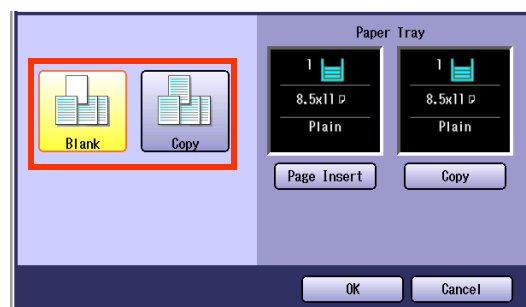 Paper Tray
1 1
8.5x11 8.5x11
Plain Plain
Blank Copy
Page Insert Copy
OK Cancel